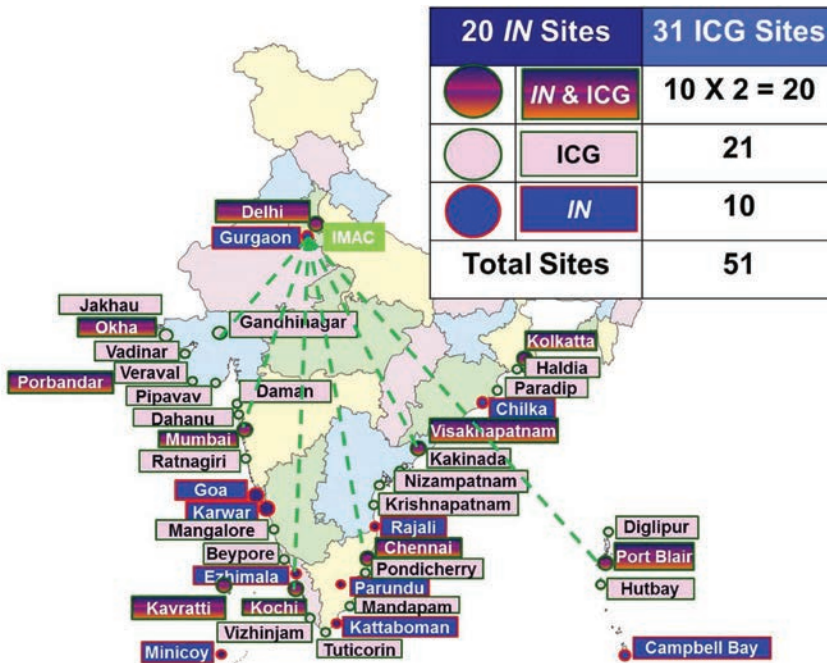 20 IN Sites 31 ICG Sites
IN & ICG 10 X 2 = 20
ICG 21
IN 10
Total Sites 51
Delhi
Gurgaon IMAC
Jakhau
Okha
Gandhinagar
Vadinar
Veraval
Porbandar
Pipavav
Daman
Dahanu
Mumbai
Ratnagiri
Goa
Karwar
Mangalore
Beypore
Ezhimala
Kavratti
Kochi
Vizhinjam
Minicoy
Tuticorin
Kolkatta
Haldia
Paradip
Chilka
Visaknapatnam
Kakinada
Nizampatnam
Krishnapatnam
Rajali
Chennai
Pondicherry
Parundu
Mandapam
Kattaboman
Diglipur
Port Blair
Hutbay
Campbell Bay